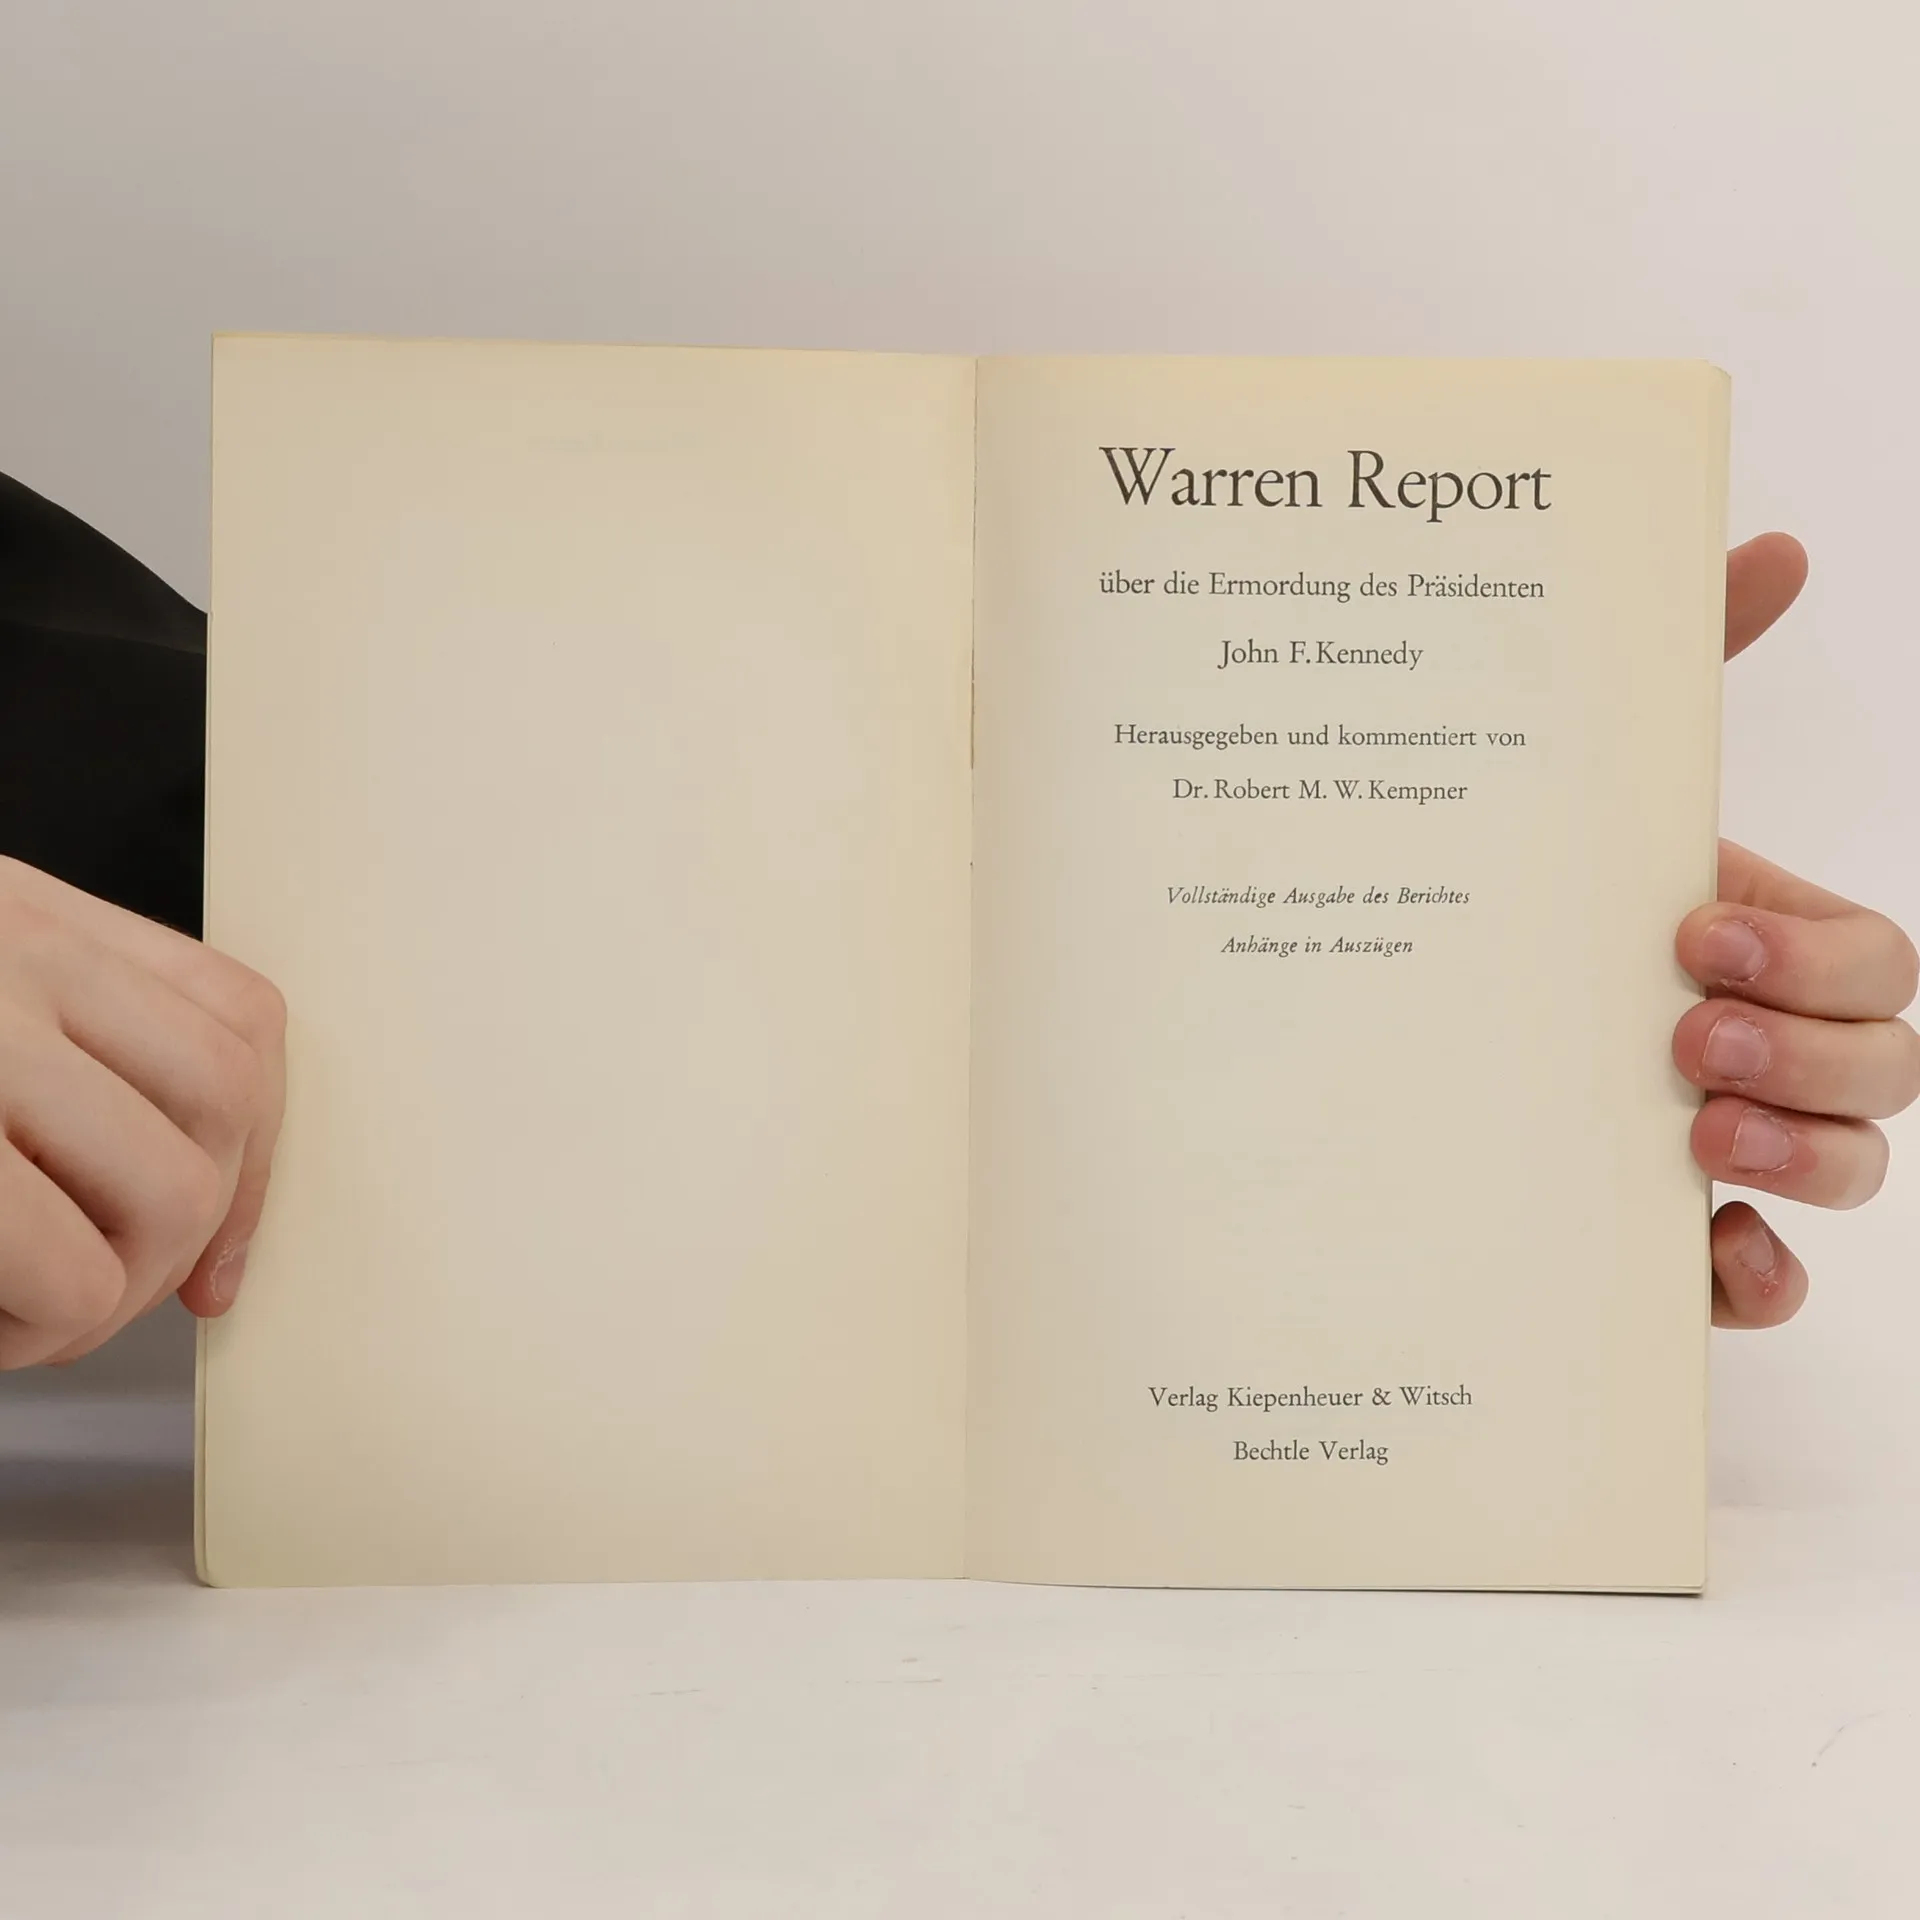 Warren Report
über die Ermordung des Präsidenten
John F. Kennedy
Herausgegeben und kommentiert von
Dr. Robert M. W. Kempner
Vollständige Ausgabe des Berichtes
Anhänge in Auszügen
Verlag Kiepenheuer & Witsch
Bechtle Verlag